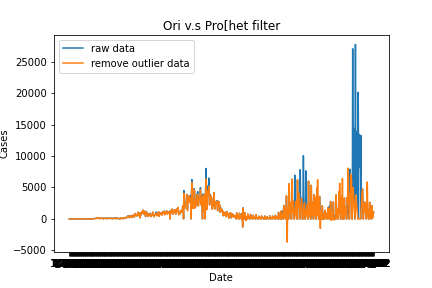 Ori v.s Pro[het filter
raw data
remove outlier data
25000
20000
15000
10000
5000
0
−5000
Cases
Date